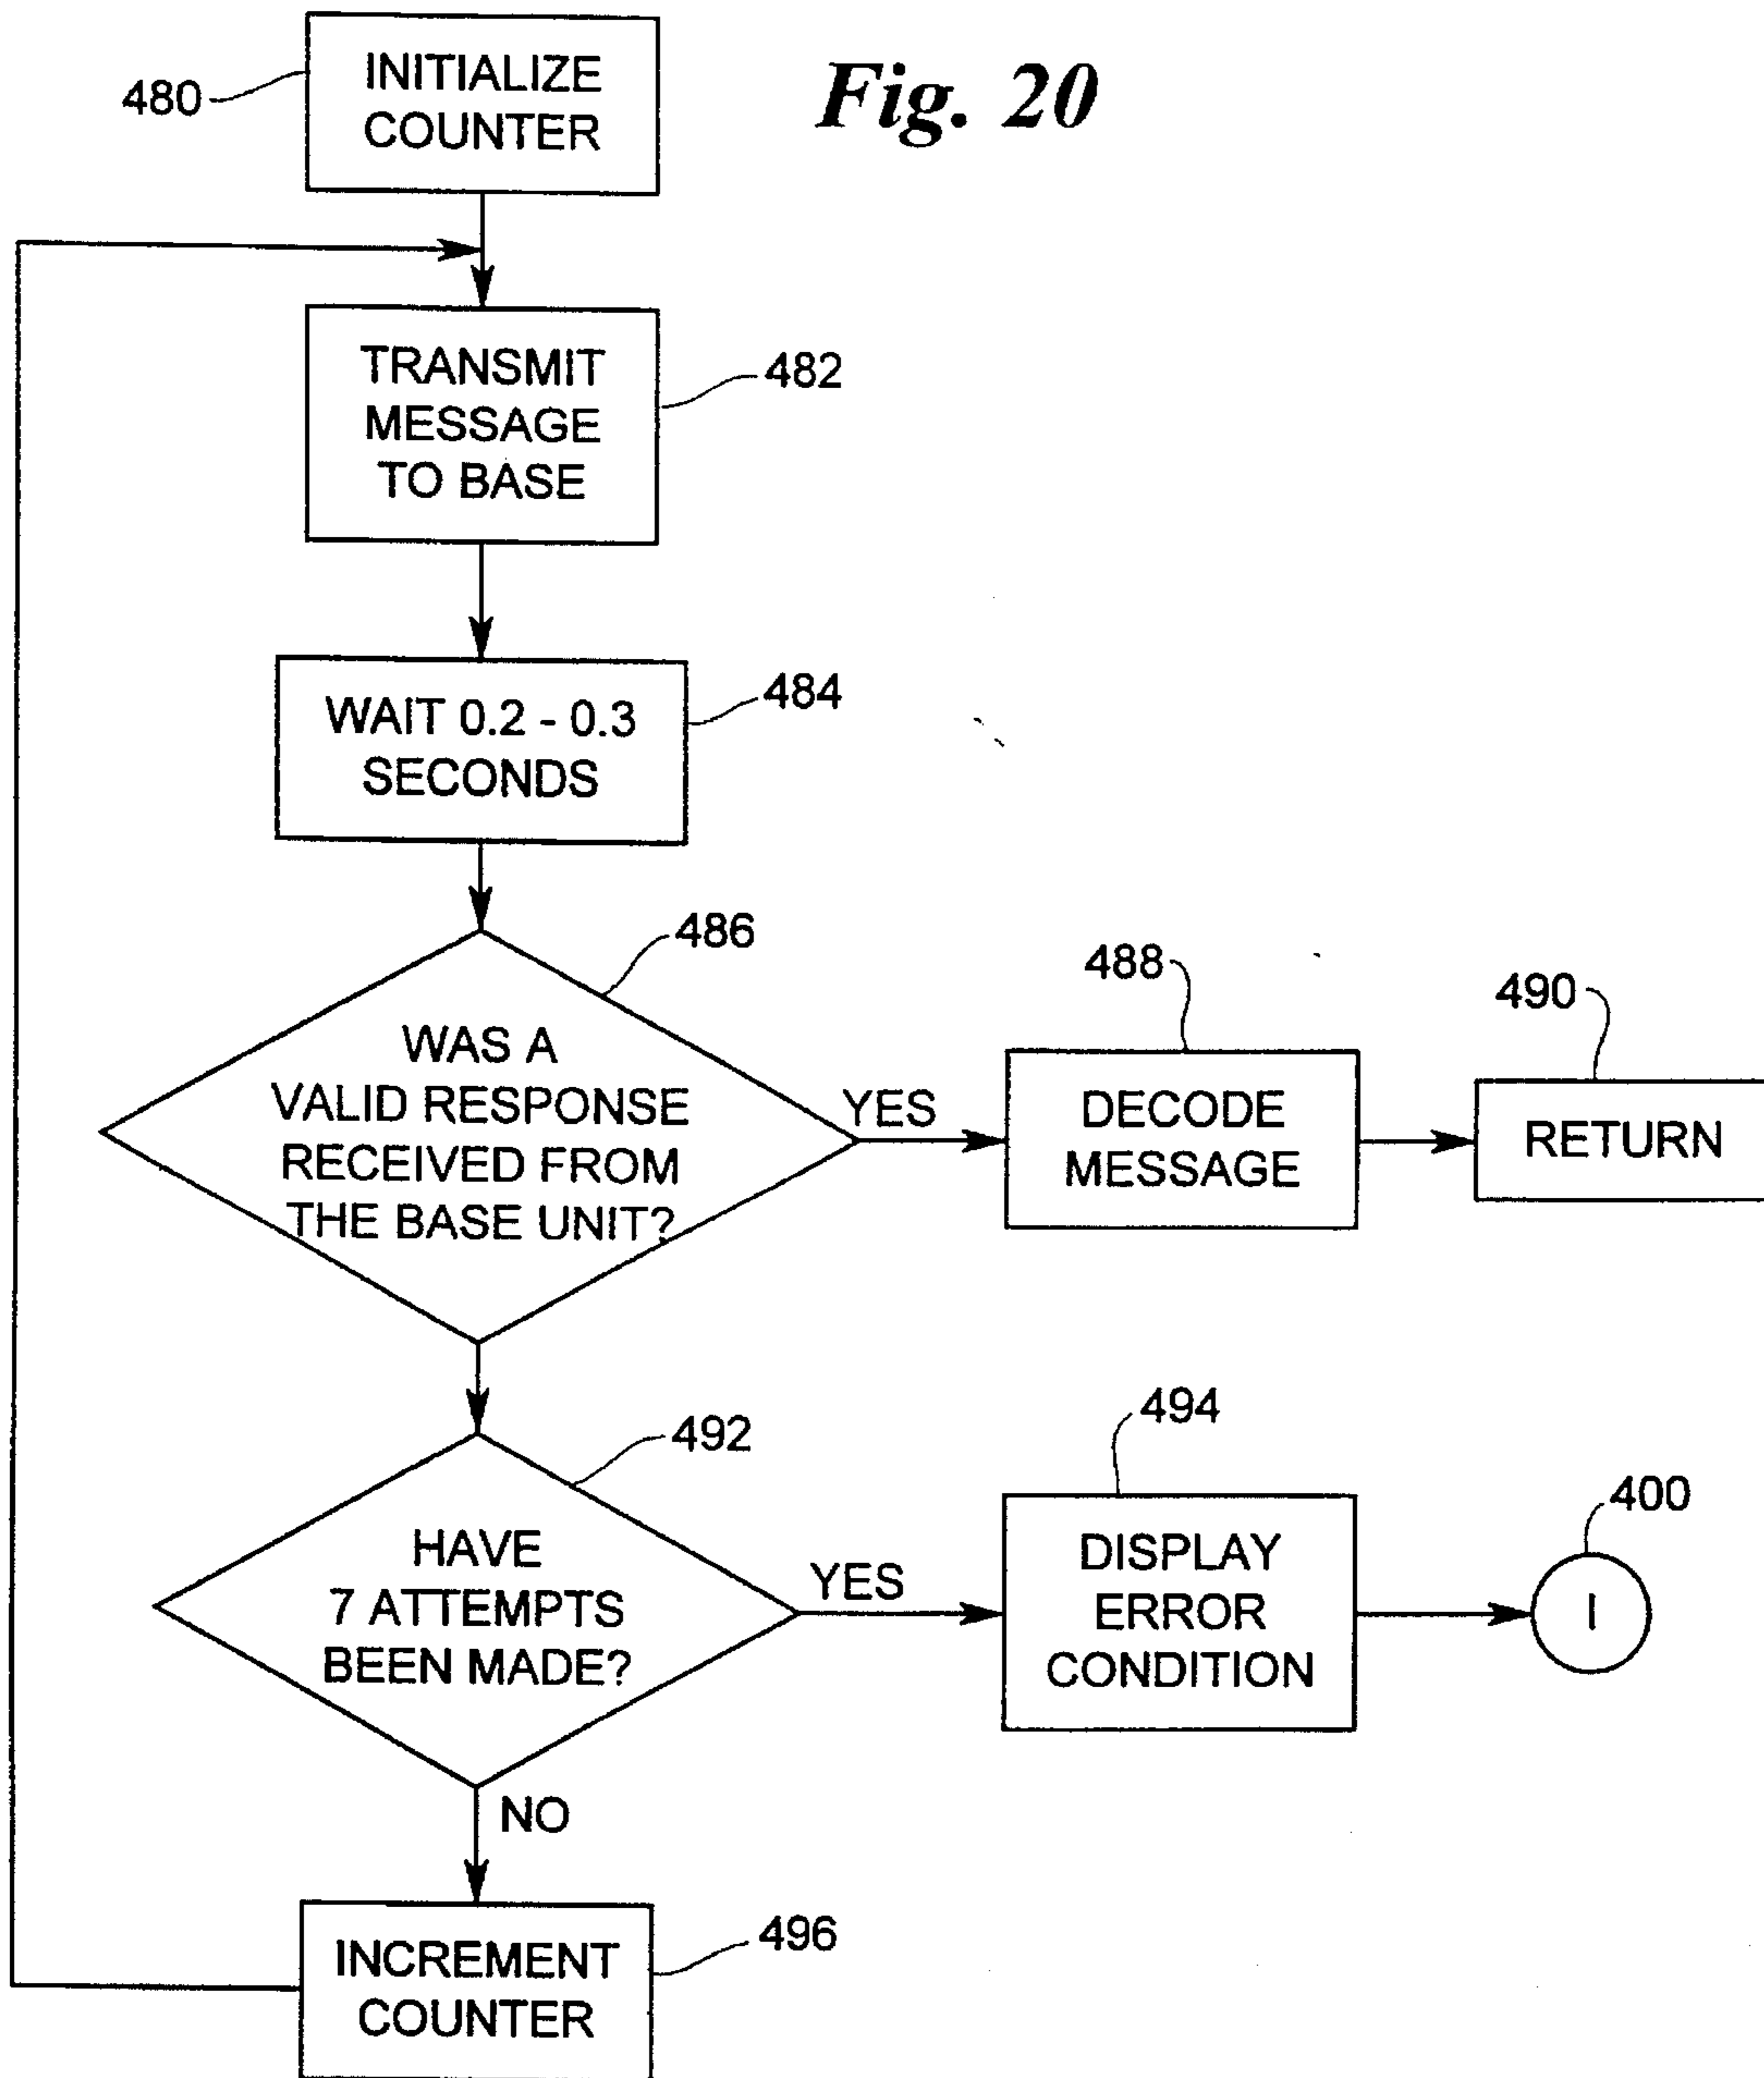 Fig. 20
480
INITIALIZE
COUNTER
TRANSMIT
MESSAGE
TO BASE
482
WAIT 0.2 - 0.3
SECONDS
484
486
WAS A
VALID RESPONSE
RECEIVED FROM
THE BASE UNIT?
YES
488
DECODE
MESSAGE
490
RETURN
492
HAVE
7 ATTEMPTS
BEEN MADE?
YES
494
DISPLAY
ERROR
CONDITION
400
I
NO
INCREMENT
COUNTER
496